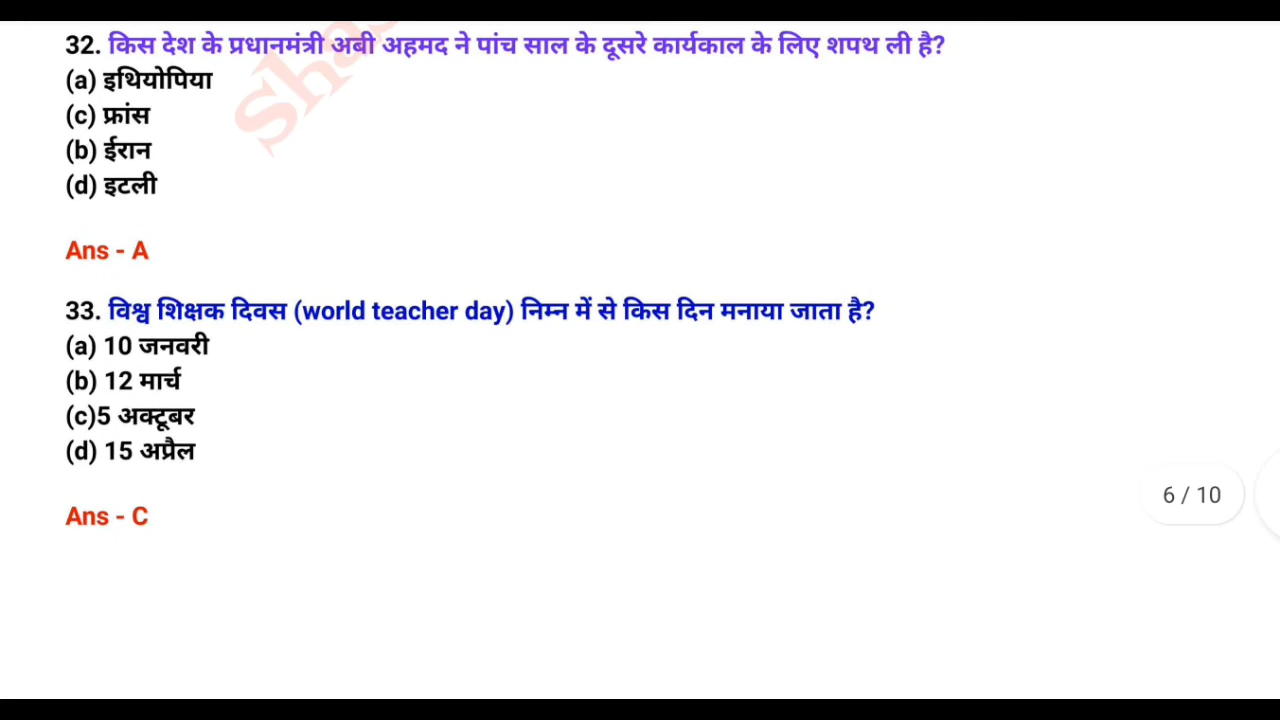 32. किस देश के प्रधानमंत्री अबी अहमद ने पांच साल के दूसरे कार्यकाल के लिए शपथ ली है?
(a) इथियोपिया
(c) फ्रांस
(b) ईरान
(d) इटली
Ans - A
33. विश्व शिक्षक दिवस (world teacher day) निम्न में से किस दिन मनाया जाता है?
(a) 10 जनवरी
(b) 12 मार्च
(c)5 अक्टूबर
(d) 15 अप्रैल
6 / 10
Ans - C